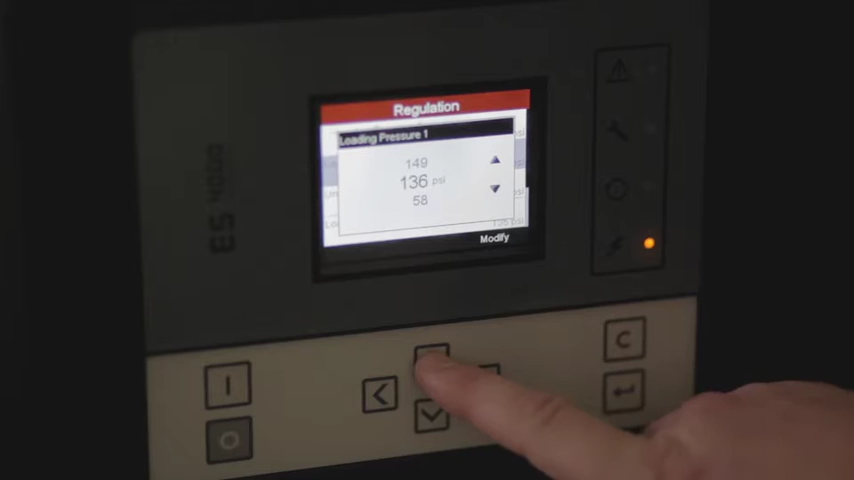 Regulation
Loading Pressure 1
149
136 psi
58
Modify
ES 4000
C